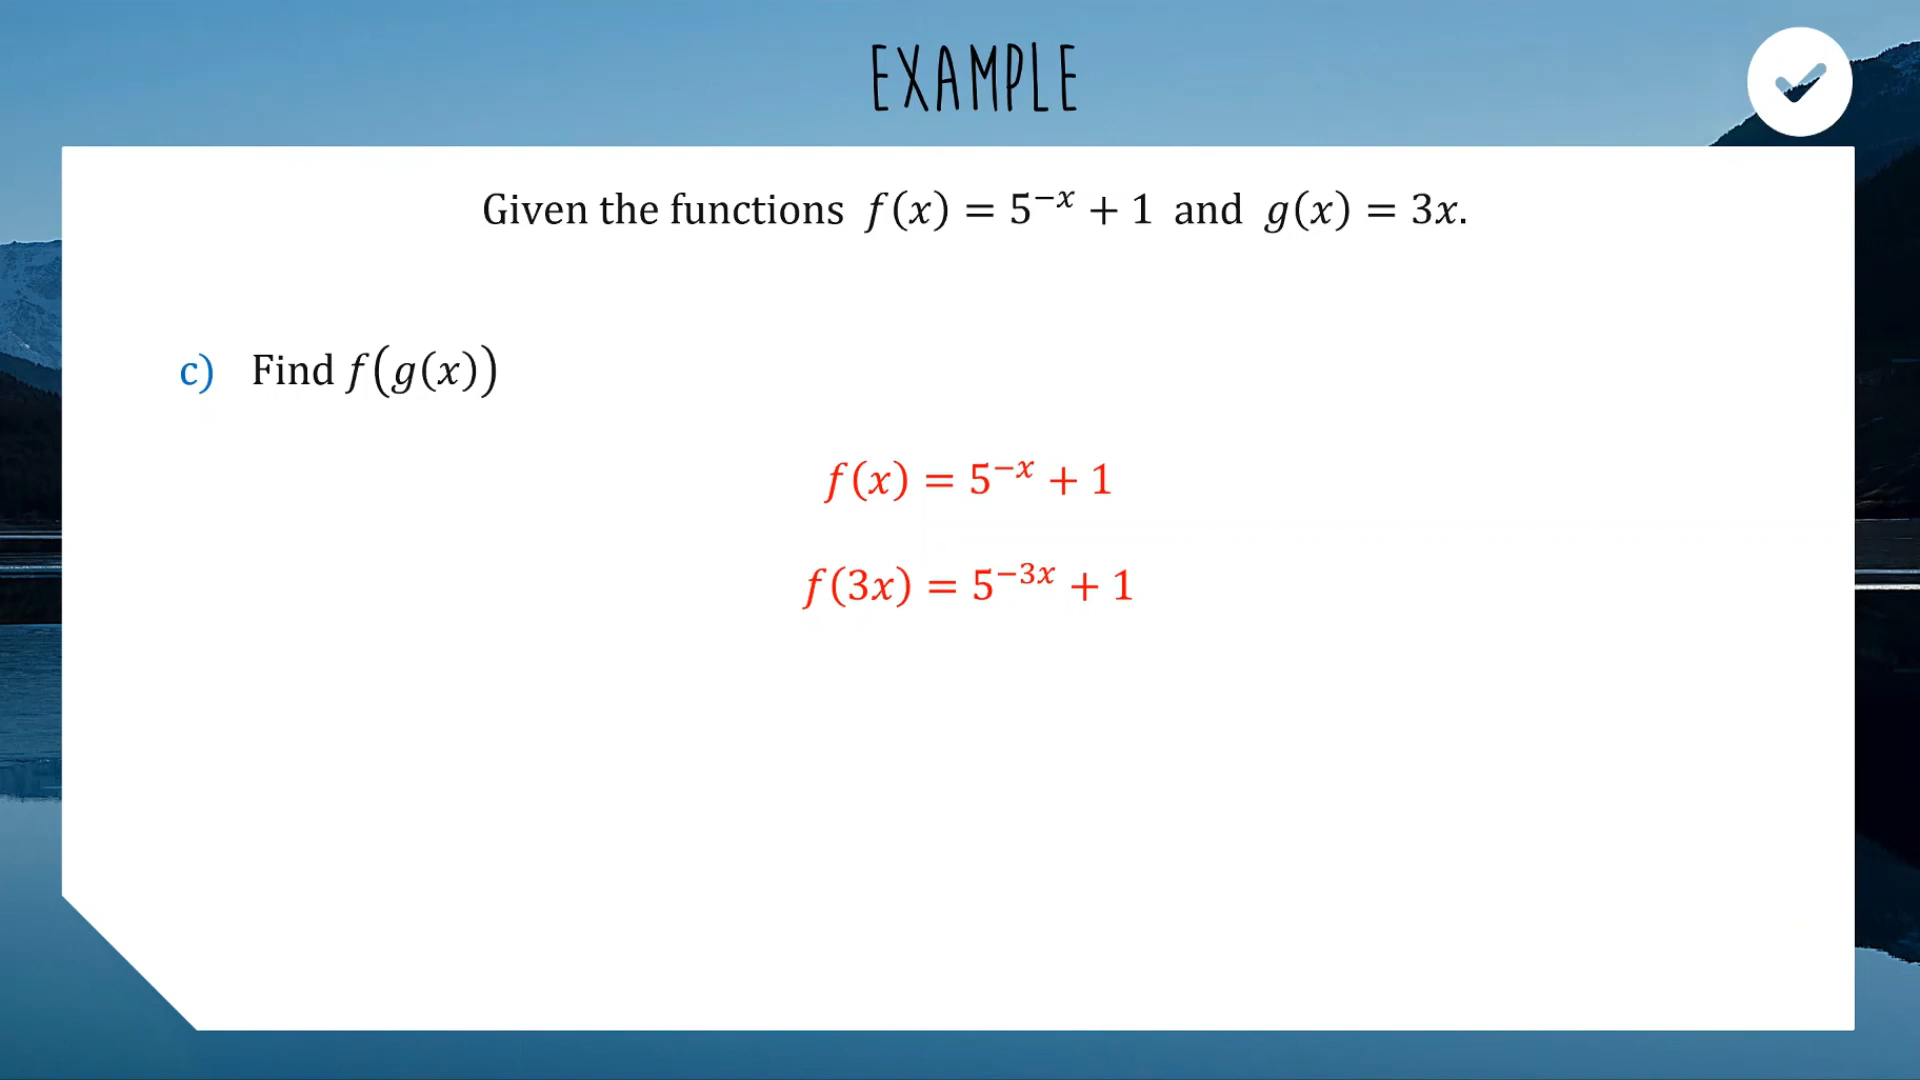 EXAMPLE
Given the functions f(x) = 5⁻ˣ + 1 and g(x) = 3x.
c) Find f(g(x))
f(x) = 5⁻ˣ + 1
f(3x) = 5⁻³ˣ + 1